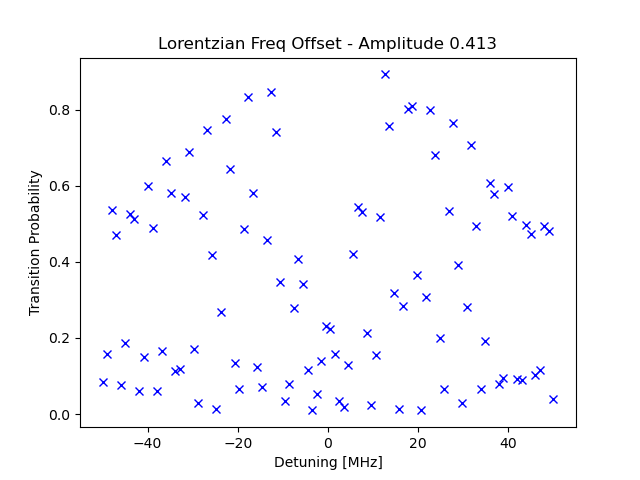 Lorentzian Freq Offset - Amplitude 0.413
Transition Probability
0.8
0.6
0.4
0.2
0.0
−40 −20 0 20 40
Detuning [MHz]